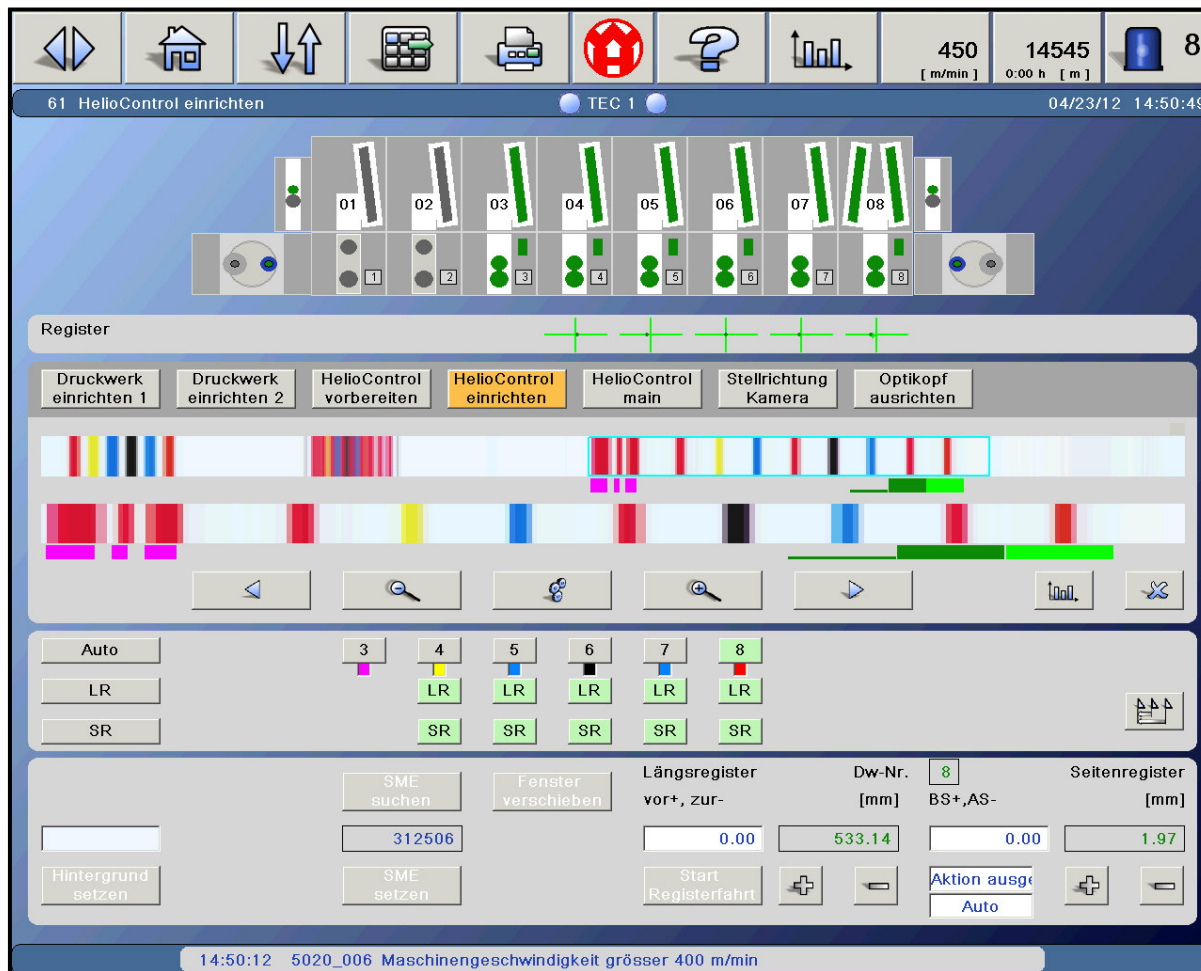 450
[ m/min ]
14545
0:00 h [ m ]
8
61 HelioControl einrichten
TEC 1
04/23/12 14:50:49
01
02
03
04
05
06
07
08
1
2
3
4
5
6
7
8
Register
Druckwerk
einrichten 1
Druckwerk
einrichten 2
HelioControl
vorbereiten
HelioControl
einrichten
HelioControl
main
Stellrichtung
Kamera
Optikopf
ausrichten
Auto
3
4
5
6
7
8
LR
LR
LR
LR
LR
LR
SR
SR
SR
SR
SR
SR
SME
suchen
Fenster
verschieben
Längsregister
Dw-Nr.
8
Seitenregister
vor+, zur-
[mm]
BS+,AS-
[mm]
312506
0.00
533.14
0.00
1.97
Hintergrund
setzen
SME
setzen
Start
Registerfahrt
Aktion ausge
Auto
14:50:12 5020_006 Maschinengeschwindigkeit grösser 400 m/min